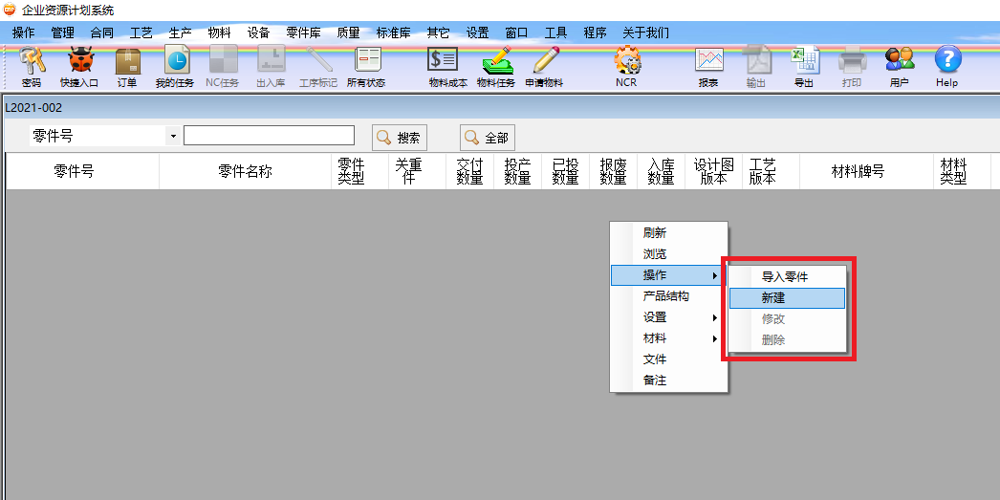 企业资源计划系统
操作 管理 合同 工艺 生产 物料 设备 零件库 质量 标准库 其它 设置 窗口 工具 程序 关于我们
密码 快捷入口 订单 我的任务 NC任务 出入库 工序标记 所有状态 物料成本 物料任务 申请物料 NCR 报表 输出 导出 打印 用户 Help
L2021-002
零件号 搜索 全部
零件号 零件名称 零件类型 关重件 交付数量 投产数量 已投数量 报废数量 入库数量 设计图版本 工艺版本 材料牌号 材料类型
刷新
浏览
操作
产品结构
设置
材料
文件
备注
导入零件
新建
修改
删除